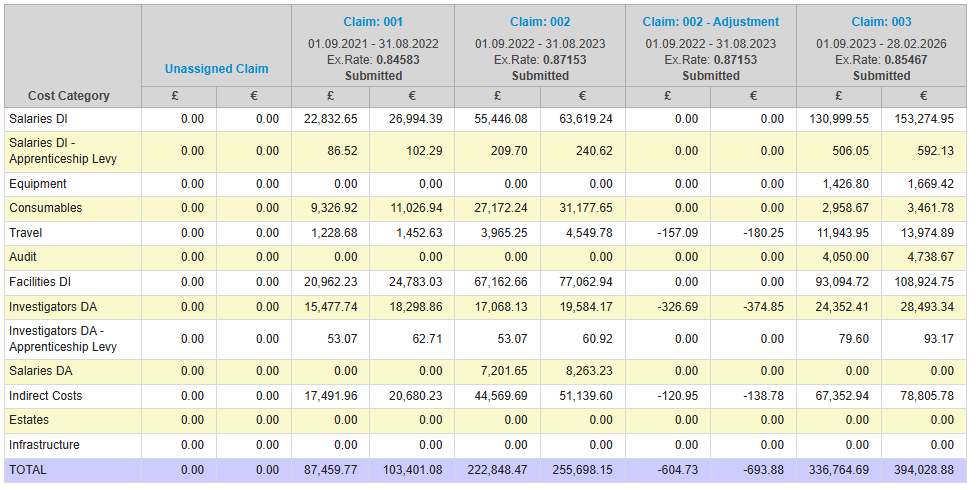 Claim: 001 Claim: 002 Claim: 002 - Adjustment Claim: 003
01.09.2021 - 31.08.2022 01.09.2022 - 31.08.2023 01.09.2022 - 31.08.2023 01.09.2023 - 28.02.2026
Unassigned Claim Ex.Rate: 0.84583 Ex.Rate: 0.87153 Ex.Rate: 0.87153 Ex.Rate: 0.85467
Submitted Submitted Submitted Submitted
Cost Category £ € £ € £ € £ € £ €
Salaries DI 0.00 0.00 22,832.65 26,994.39 55,446.08 63,619.24 0.00 0.00 130,999.55 153,274.95
Salaries DI -
Apprenticeship Levy 0.00 0.00 86.52 102.29 209.70 240.62 0.00 0.00 506.05 592.13
Equipment 0.00 0.00 0.00 0.00 0.00 0.00 0.00 0.00 1,426.80 1,669.42
Consumables 0.00 0.00 9,326.92 11,026.94 27,172.24 31,177.65 0.00 0.00 2,958.67 3,461.78
Travel 0.00 0.00 1,228.68 1,452.63 3,965.25 4,549.78 -157.09 -180.25 11,943.95 13,974.89
Audit 0.00 0.00 0.00 0.00 0.00 0.00 0.00 0.00 4,050.00 4,738.67
Facilities DI 0.00 0.00 20,962.23 24,783.03 67,162.66 77,062.94 0.00 0.00 93,094.72 108,924.75
Investigators DA 0.00 0.00 15,477.74 18,298.86 17,068.13 19,584.17 -326.69 -374.85 24,352.41 28,493.34
Investigators DA -
Apprenticeship Levy 0.00 0.00 53.07 62.71 53.07 60.92 0.00 0.00 79.60 93.17
Salaries DA 0.00 0.00 0.00 0.00 7,201.65 8,263.23 0.00 0.00 0.00 0.00
Indirect Costs 0.00 0.00 17,491.96 20,680.23 44,569.69 51,139.60 -120.95 -138.78 67,352.94 78,805.78
Estates 0.00 0.00 0.00 0.00 0.00 0.00 0.00 0.00 0.00 0.00
Infrastructure 0.00 0.00 0.00 0.00 0.00 0.00 0.00 0.00 0.00 0.00
TOTAL 0.00 0.00 87,459.77 103,401.08 222,848.47 255,698.15 -604.73 -693.88 336,764.69 394,028.88